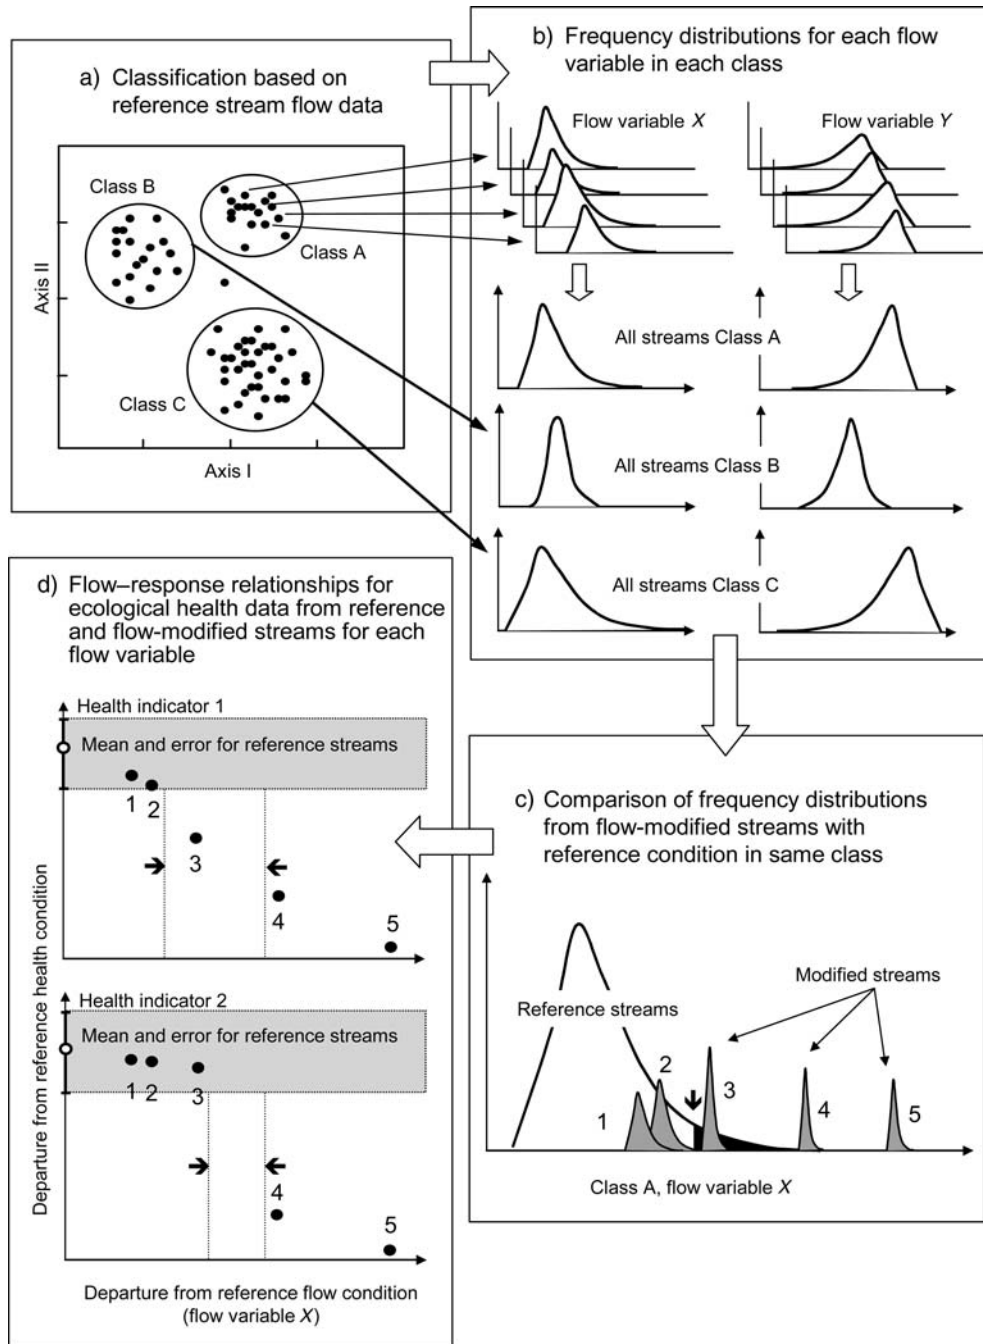 a) Classification based on
reference stream flow data
Class B
Class A
Class C
Axis II
Axis I
b) Frequency distributions for each flow
variable in each class
Flow variable X
Flow variable Y
All streams Class A
All streams Class B
All streams Class C
c) Comparison of frequency distributions
from flow-modified streams with
reference condition in same class
Modified streams
Reference streams
1
2
3
4
5
Class A, flow variable X
d) Flow–response relationships for
ecological health data from reference
and flow-modified streams for each
flow variable
Health indicator 1
Mean and error for reference streams
1
2
3
4
5
Health indicator 2
Mean and error for reference streams
1
2
3
4
5
Departure from reference health condition
Departure from reference flow condition
(flow variable X)